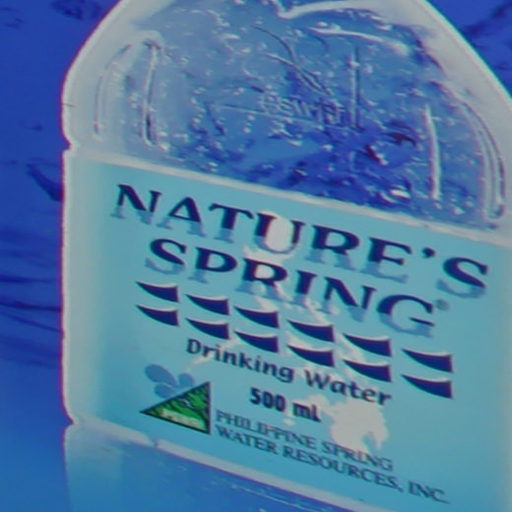 NATURE'S
SPRING®
Drinking Water
500 mL
PHILIPPINE SPRING
WATER RESOURCES, INC.